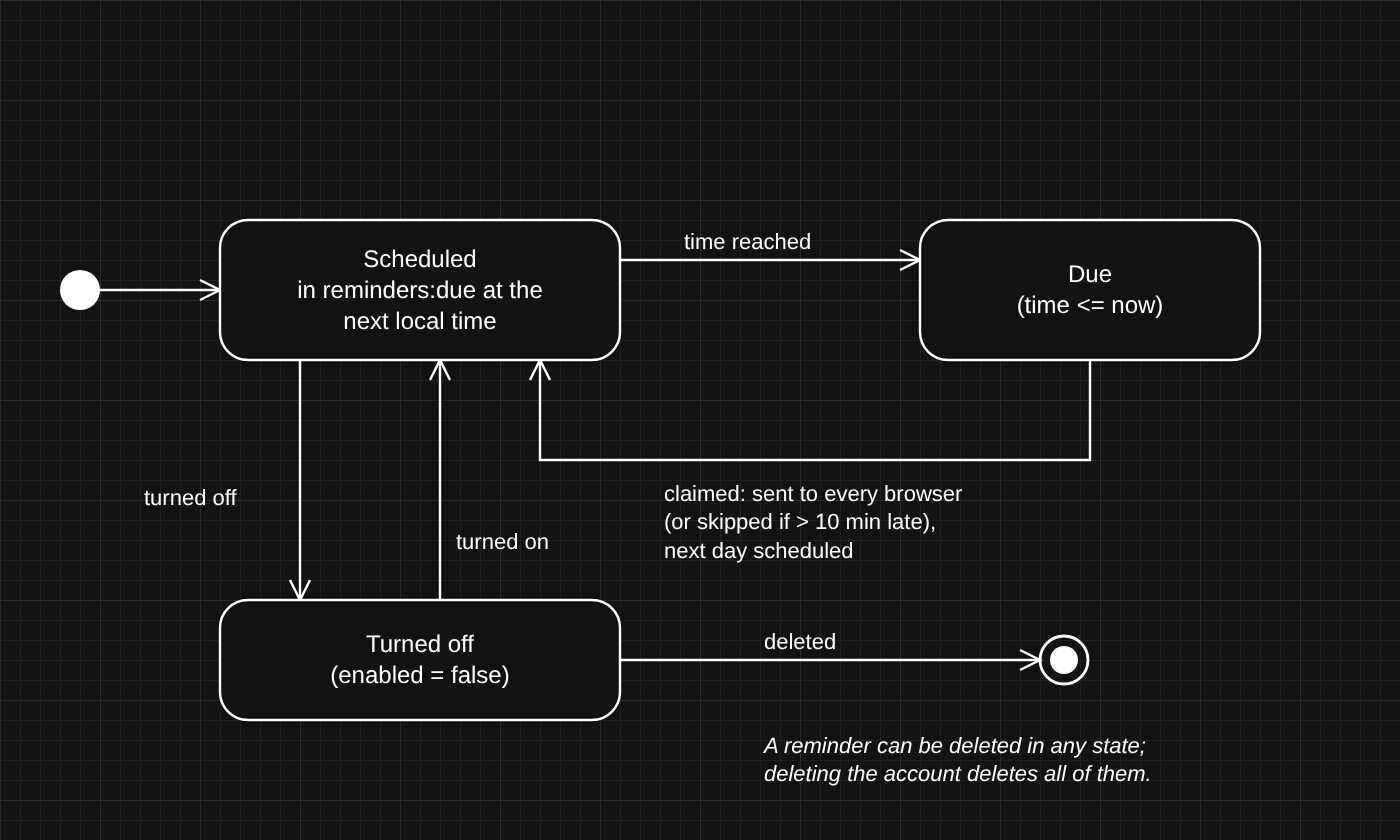 Scheduled
in reminders:due at the
next local time
time reached
Due
(time <= now)
turned off
turned on
claimed: sent to every browser
(or skipped if > 10 min late),
next day scheduled
Turned off
(enabled = false)
deleted
A reminder can be deleted in any state;
deleting the account deletes all of them.